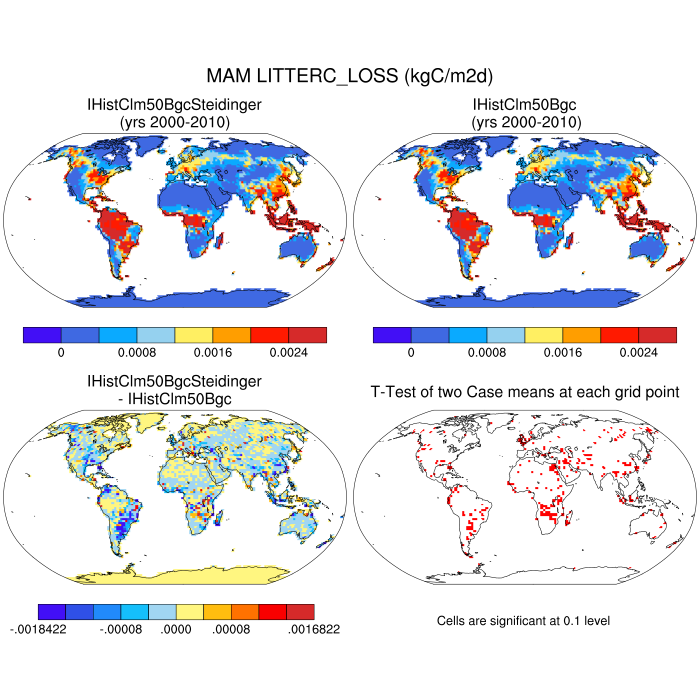 MAM LITTERC_LOSS (kgC/m2d)
IHistClm50BgcSteidinger
(yrs 2000-2010)
IHistClm50Bgc
(yrs 2000-2010)
0 0.0008 0.0016 0.0024
0 0.0008 0.0016 0.0024
IHistClm50BgcSteidinger
- IHistClm50Bgc
T-Test of two Case means at each grid point
-.0018422 -.00008 .0000 .00008 .0016822
Cells are significant at 0.1 level